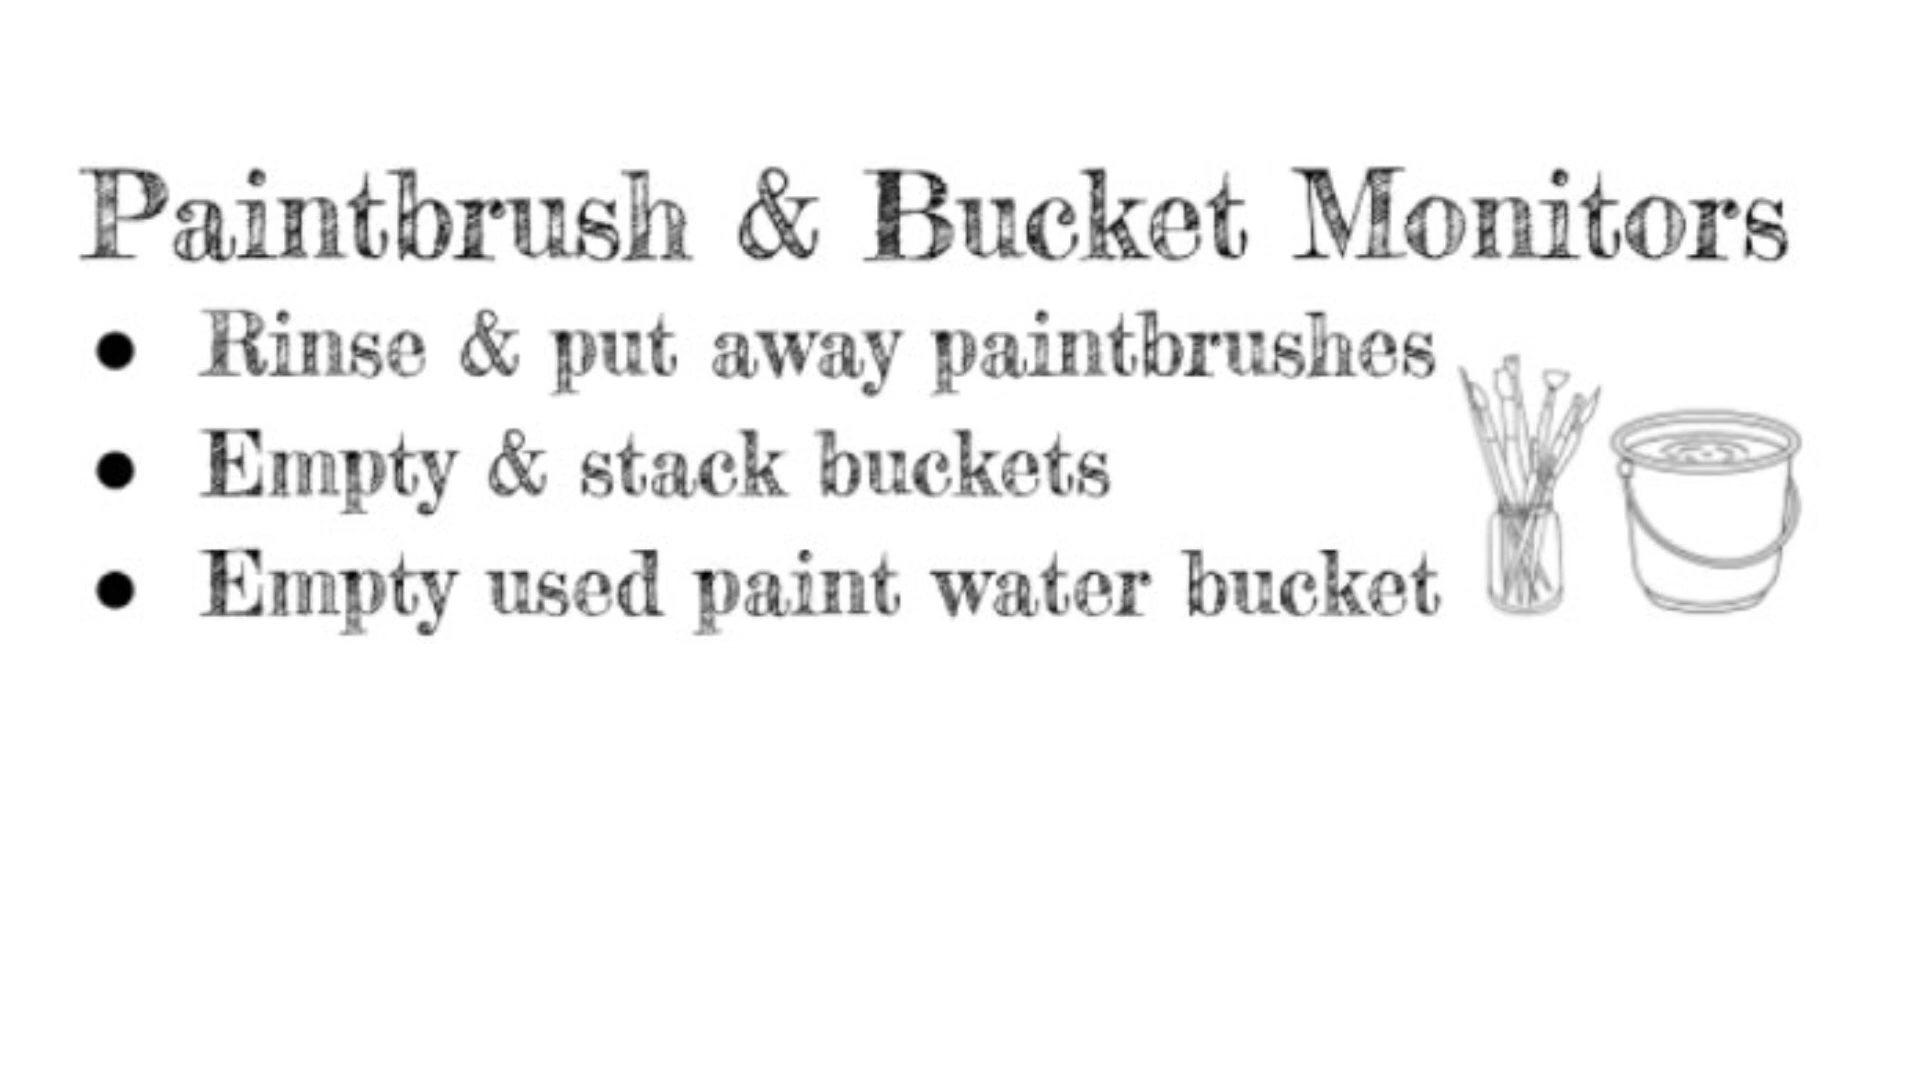 Paintbrush & Bucket Monitors
● Rinse & put away paintbrushes
● Empty & stack buckets
● Empty used paint water bucket